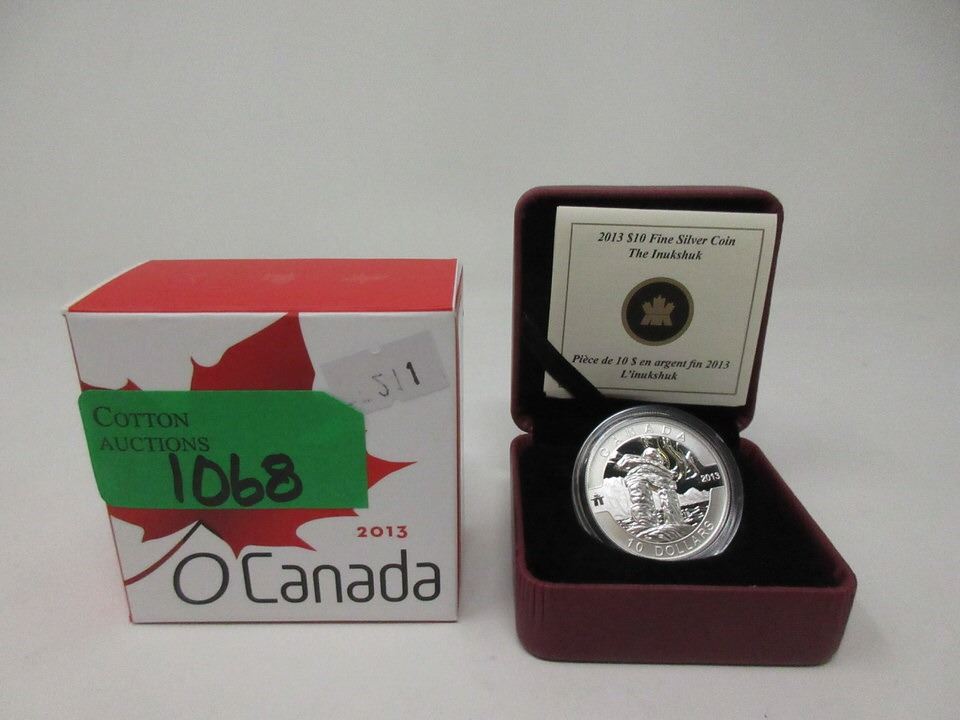 COTTON
AUCTIONS
1068
511
2013
O Canada
2013 $10 Fine Silver Coin
The Inukshuk
Pièce de 10 $ en argent fin 2013
L'inukshuk
CANADA
2013
10 DOLLARS